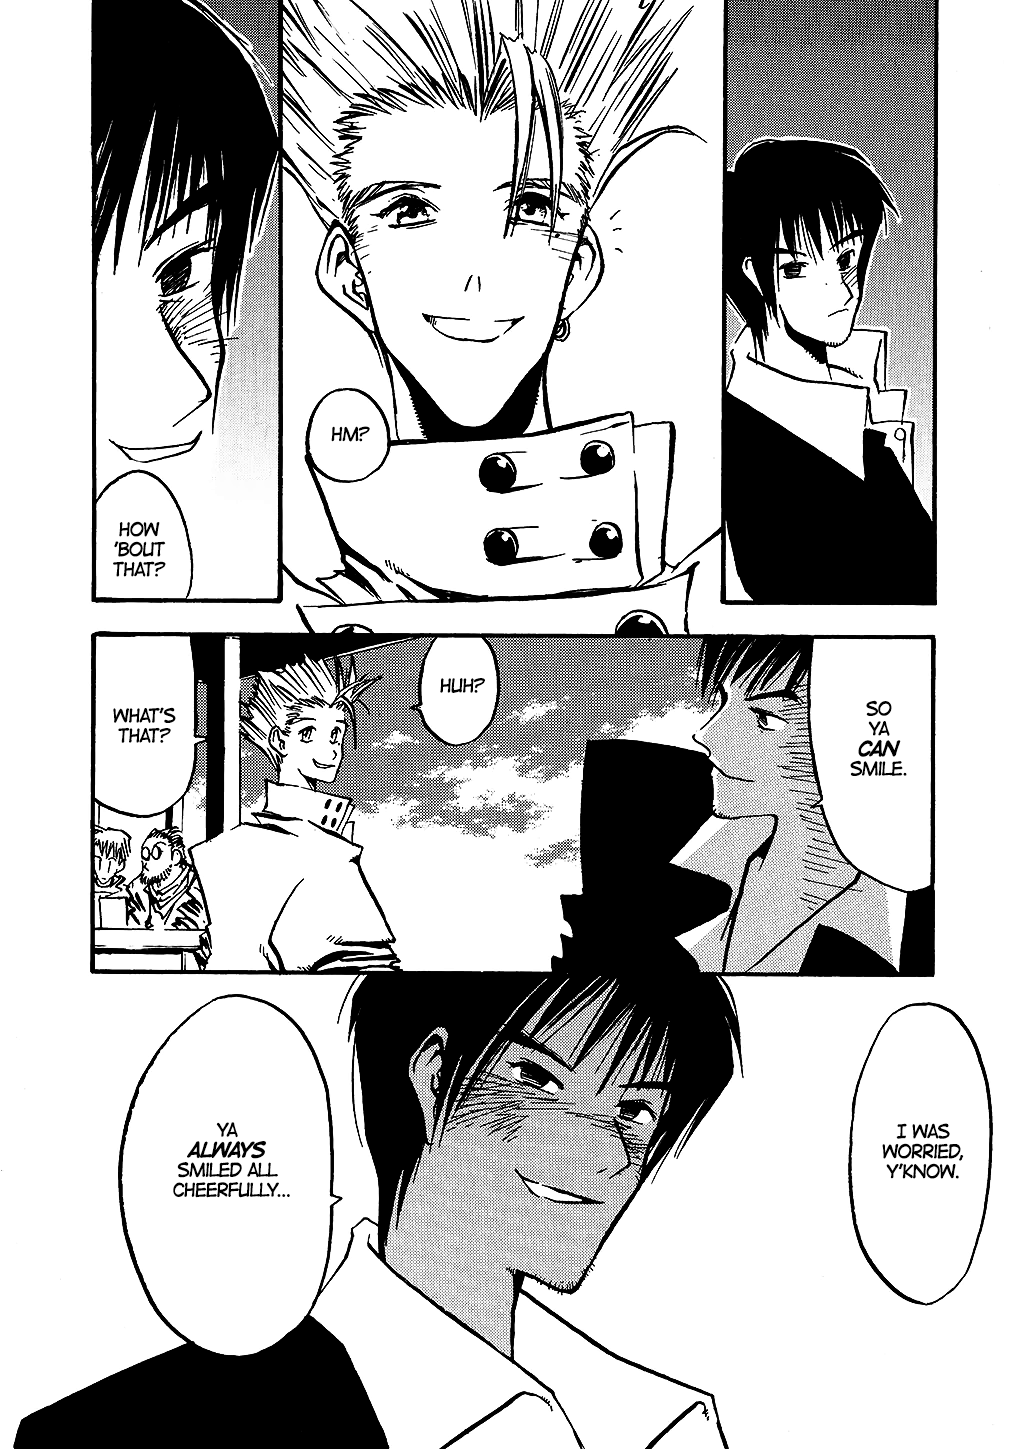 HM?
HOW
'BOUT
THAT?
SO
YA
CAN
SMILE.
HUH?
WHAT'S
THAT?
I WAS
WORRIED,
Y'KNOW.
YA
ALWAYS
SMILED ALL
CHEERFULLY...